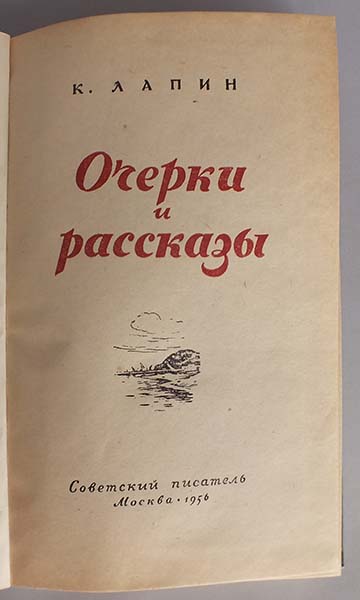 К. ЛАПИН
Очерки
и
рассказы
Советский писатель
Москва • 1956